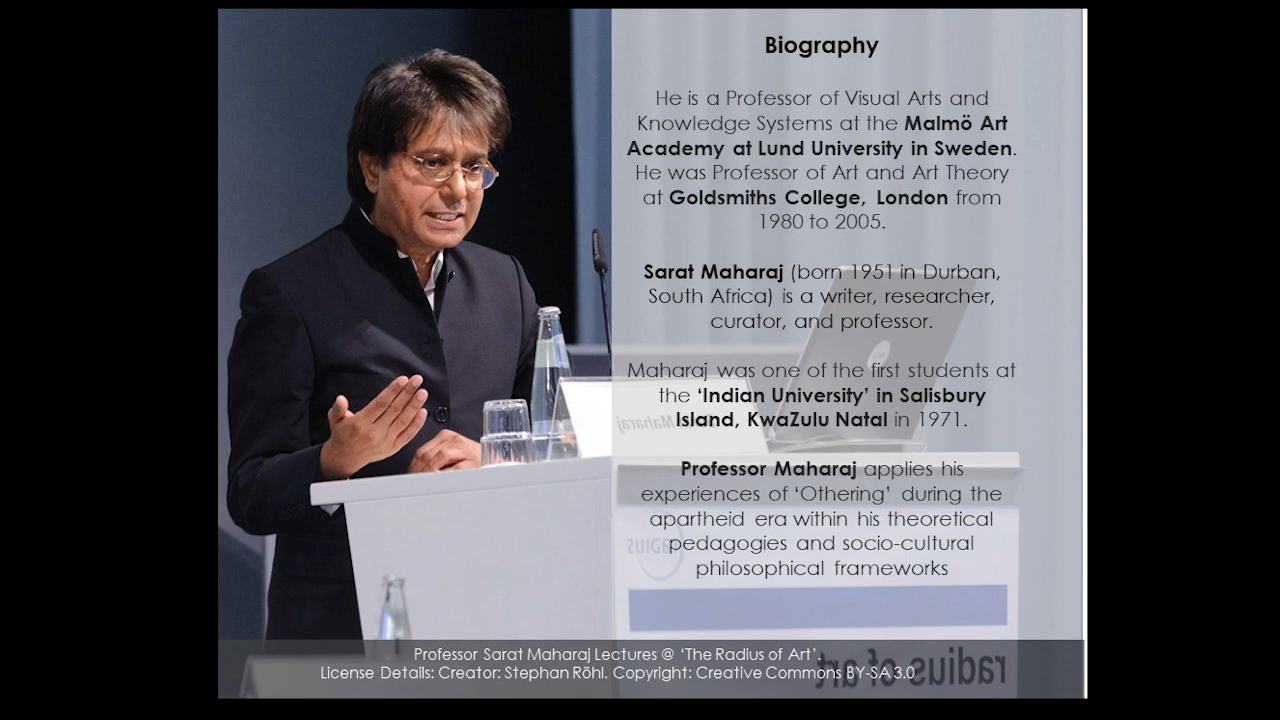 Biography
He is a Professor of Visual Arts and
Knowledge Systems at the Malmö Art
Academy at Lund University in Sweden.
He was Professor of Art and Art Theory
at Goldsmiths College, London from
1980 to 2005.
Sarat Maharaj (born 1951 in Durban,
South Africa) is a writer, researcher,
curator, and professor.
Maharaj was one of the first students at
the ‘Indian University’ in Salisbury
Island, KwaZulu Natal in 1971.
Maharaj
Professor Maharaj applies his
experiences of ‘Othering’ during the
apartheid era within his theoretical
pedagogies and socio-cultural
philosophical frameworks
radius
Professor Sarat Maharaj Lectures @ ‘The Radius of Art’.
License Details: Creator: Stephan Röhl. Copyright: Creative Commons BY-SA 3.0
radius of art